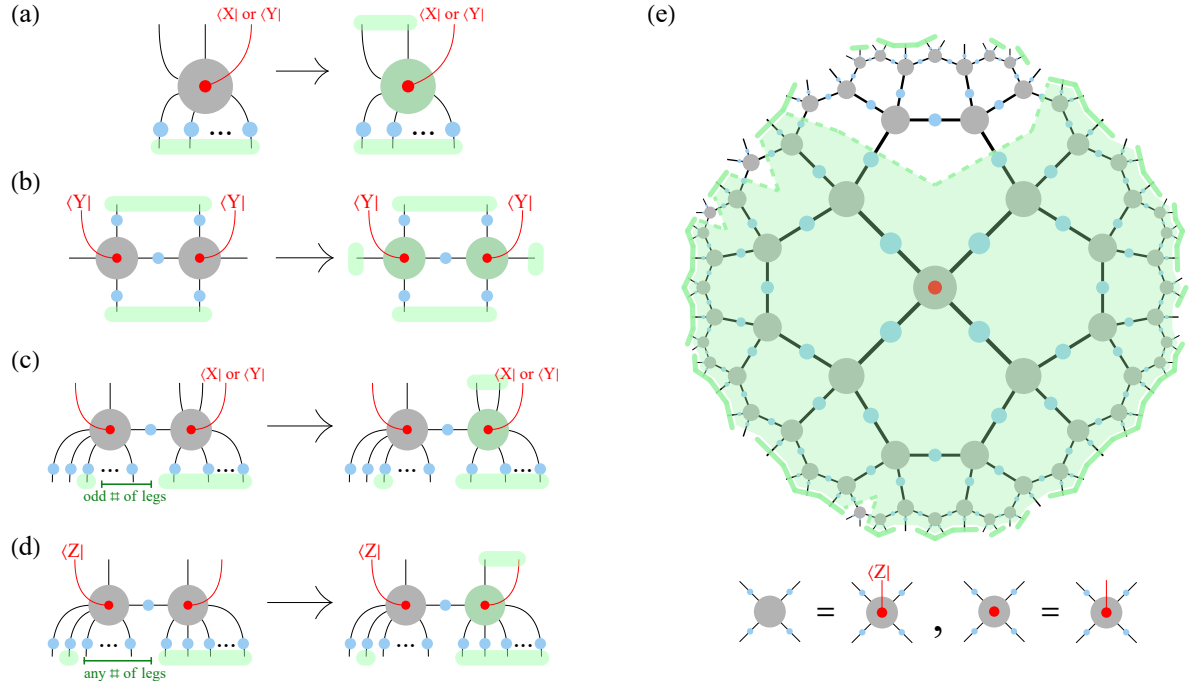 (a)
⟨X| or ⟨Y|
⟨X| or ⟨Y|
...
...
(b)
⟨Y|
⟨Y|
⟨Y|
⟨Y|
(c)
⟨X| or ⟨Y|
⟨X| or ⟨Y|
...
...
...
...
odd # of legs
(d)
⟨Z|
⟨Z|
...
...
...
...
any # of legs
(e)
⟨Z|
= , =